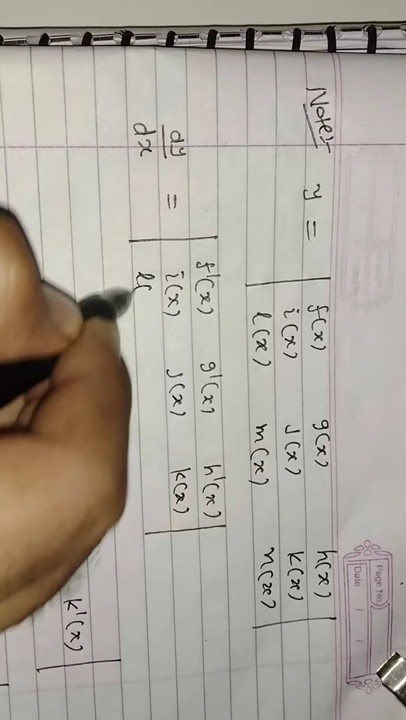 Page No.
Date / /
Note:- y = | f(x) g(x) h(x) |
i(x) j(x) k(x)
l(x) m(x) n(x)
dy/dx = | f'(x) g'(x) h'(x) |
i(x) j(x) k(x)
l(
k'(x) |